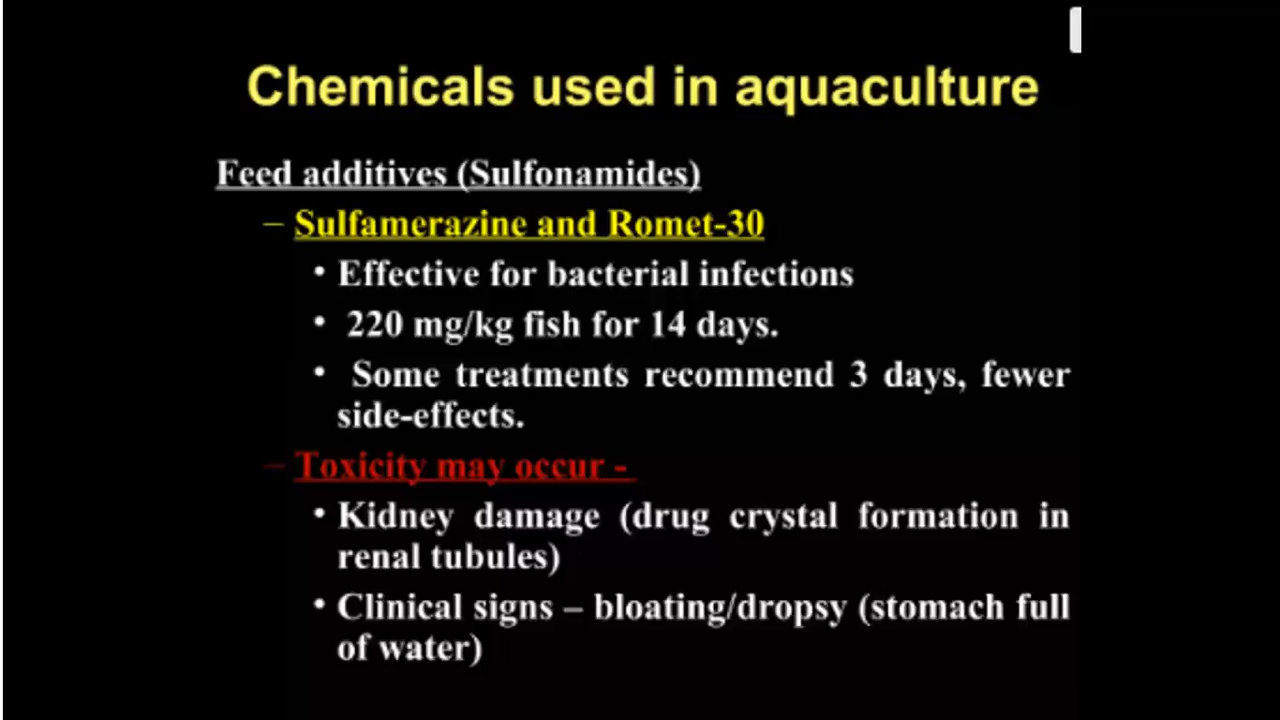 Chemicals used in aquaculture
Feed additives (Sulfonamides)
– Sulfamerazine and Romet-30
• Effective for bacterial infections
• 220 mg/kg fish for 14 days.
• Some treatments recommend 3 days, fewer
side-effects.
– Toxicity may occur -
• Kidney damage (drug crystal formation in
renal tubules)
• Clinical signs – bloating/dropsy (stomach full
of water)